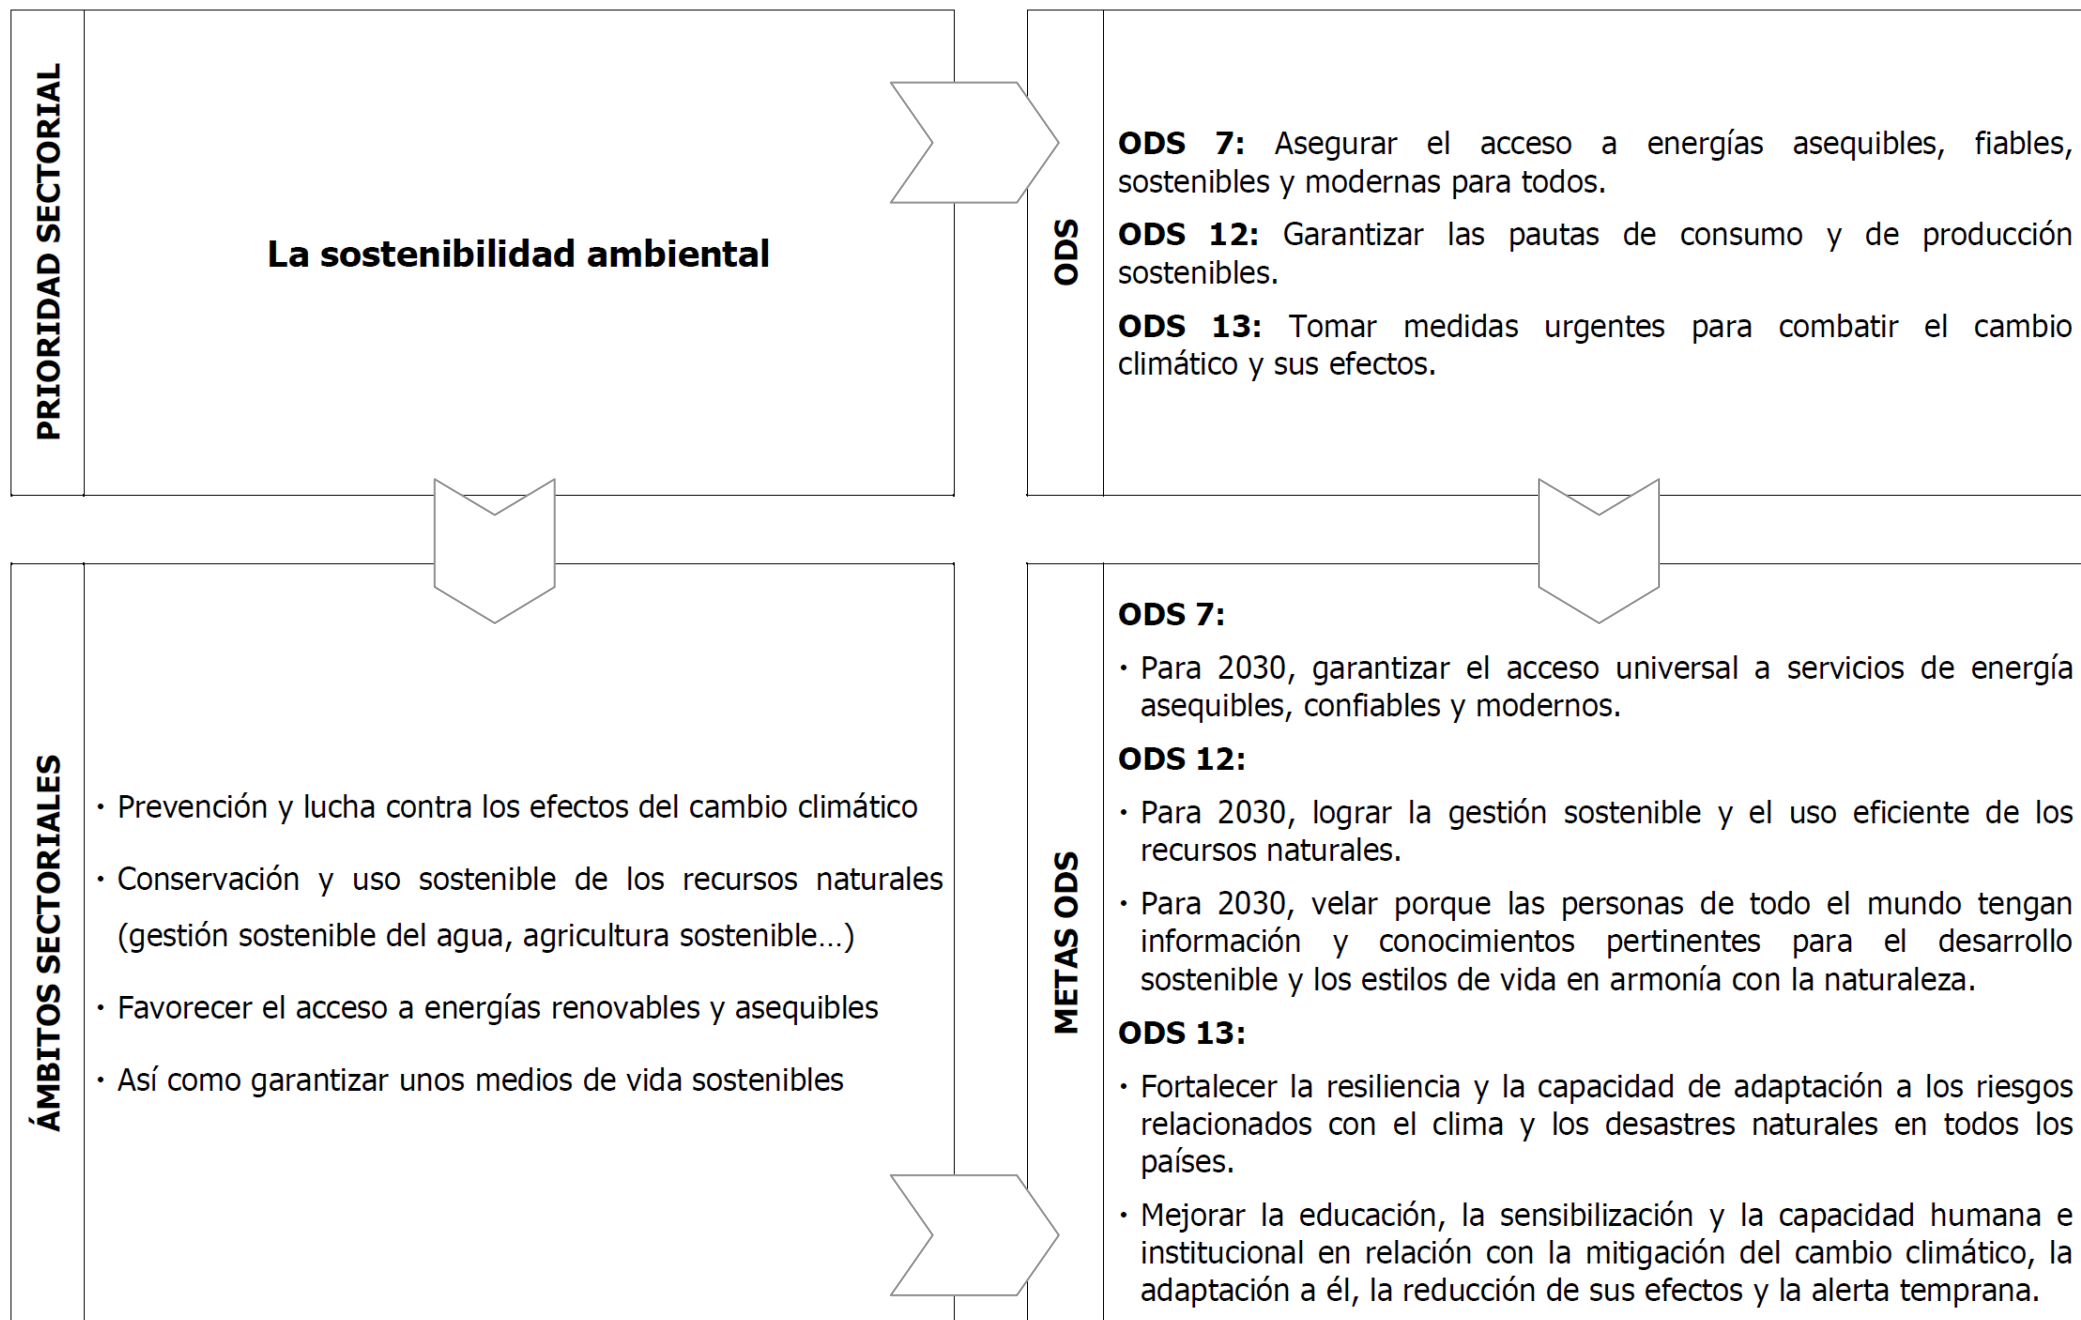 PRIORIDAD SECTORIAL
La sostenibilidad ambiental
ODS
ODS 7: Asegurar el acceso a energías asequibles, fiables,
sostenibles y modernas para todos.
ODS 12: Garantizar las pautas de consumo y de producción
sostenibles.
ODS 13: Tomar medidas urgentes para combatir el cambio
climático y sus efectos.
ÁMBITOS SECTORIALES
· Prevención y lucha contra los efectos del cambio climático
· Conservación y uso sostenible de los recursos naturales
(gestión sostenible del agua, agricultura sostenible...)
· Favorecer el acceso a energías renovables y asequibles
· Así como garantizar unos medios de vida sostenibles
METAS ODS
ODS 7:
· Para 2030, garantizar el acceso universal a servicios de energía
asequibles, confiables y modernos.
ODS 12:
· Para 2030, lograr la gestión sostenible y el uso eficiente de los
recursos naturales.
· Para 2030, velar porque las personas de todo el mundo tengan
información y conocimientos pertinentes para el desarrollo
sostenible y los estilos de vida en armonía con la naturaleza.
ODS 13:
· Fortalecer la resiliencia y la capacidad de adaptación a los riesgos
relacionados con el clima y los desastres naturales en todos los
países.
· Mejorar la educación, la sensibilización y la capacidad humana e
institucional en relación con la mitigación del cambio climático, la
adaptación a él, la reducción de sus efectos y la alerta temprana.